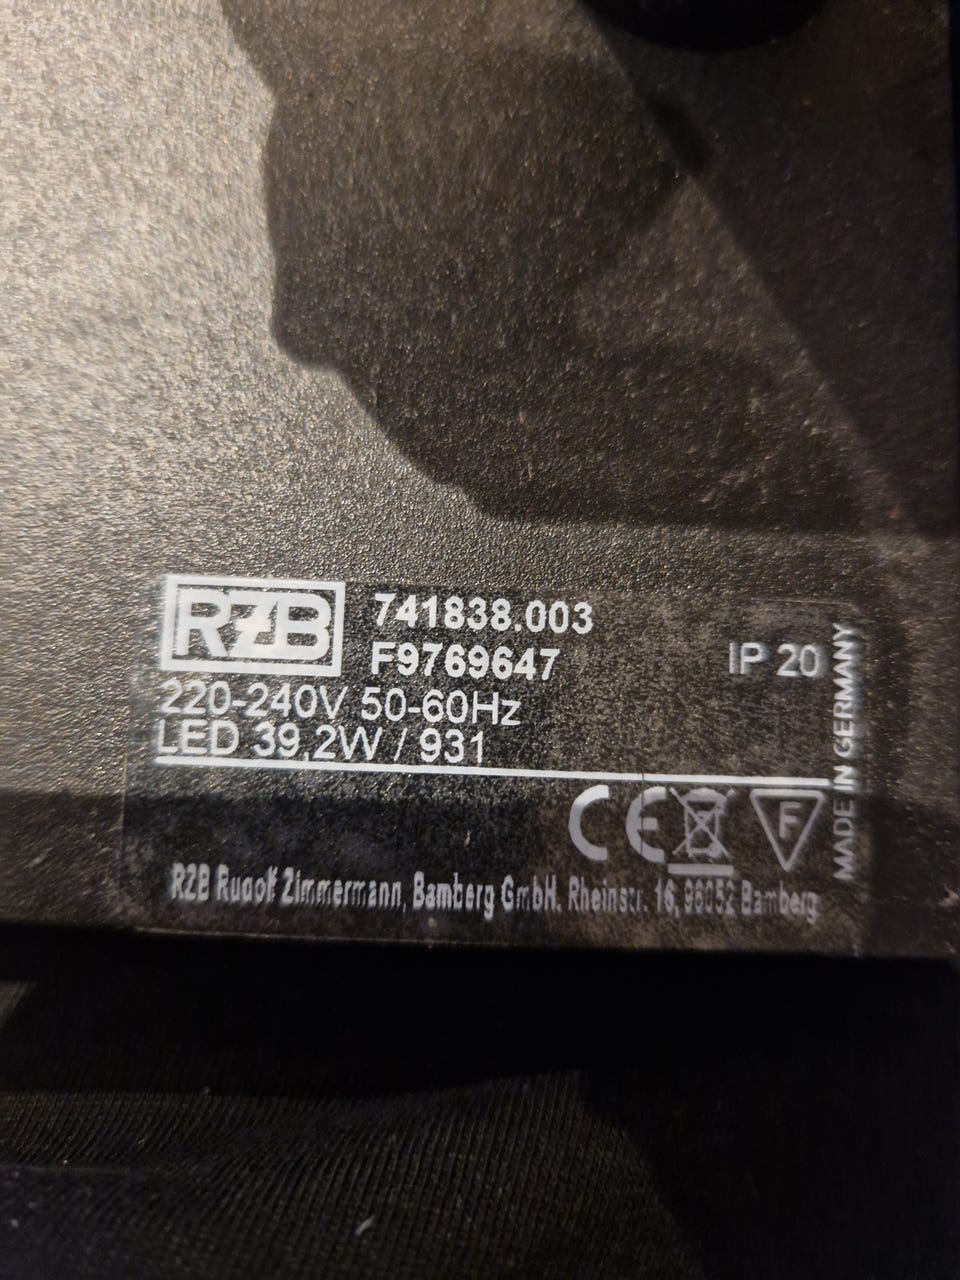 RZB
741838.003
F9769647
IP 20
220-240V 50-60Hz
LED 39,2W / 931
CE
F
MADE IN GERMANY
RZB Rudolf Zimmermann, Bamberg GmbH. Rheinstr. 16, 96052 Bamberg